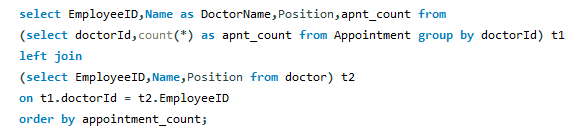 select EmployeeID,Name as DoctorName,Position,apnt_count from
(select doctorId,count(*) as apnt_count from Appointment group by doctorId) t1
left join
(select EmployeeID,Name,Position from doctor) t2
on t1.doctorId = t2.EmployeeID
order by appointment_count;